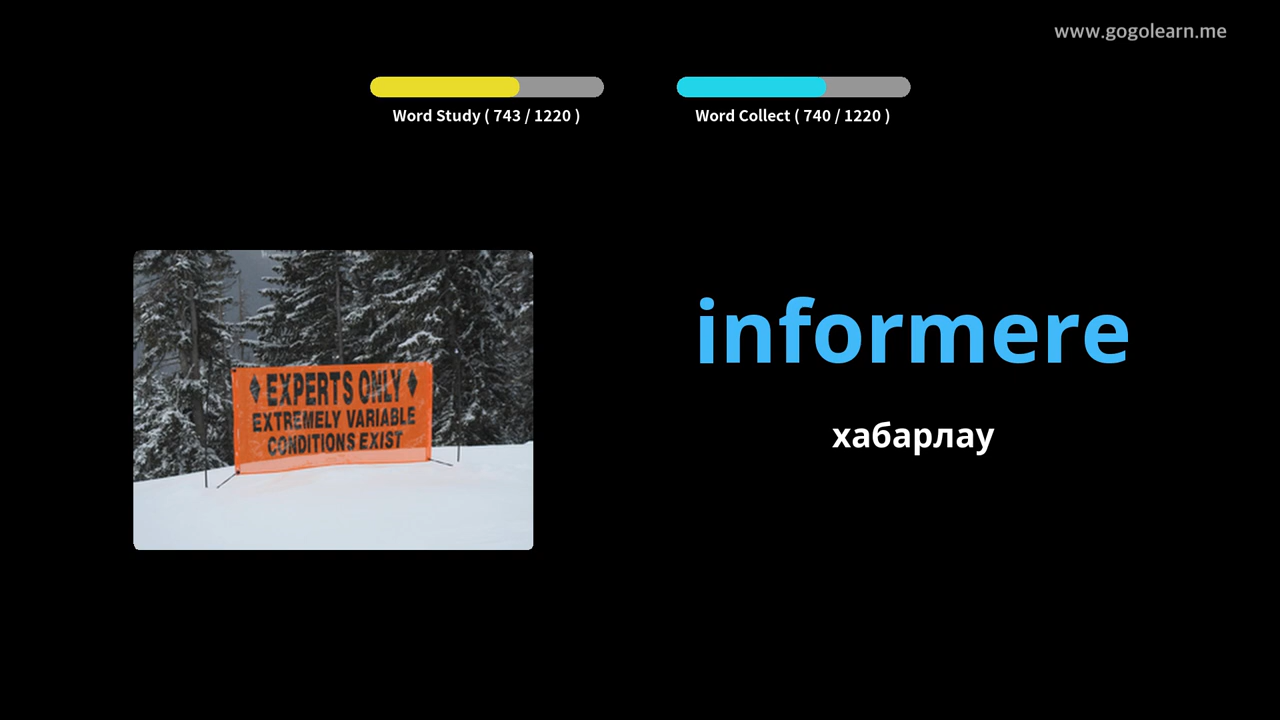 www.gogolearn.me
Word Study ( 743 / 1220 )
Word Collect ( 740 / 1220 )
EXPERTS ONLY
EXTREMELY VARIABLE
CONDITIONS EXIST
informere
хабарлау